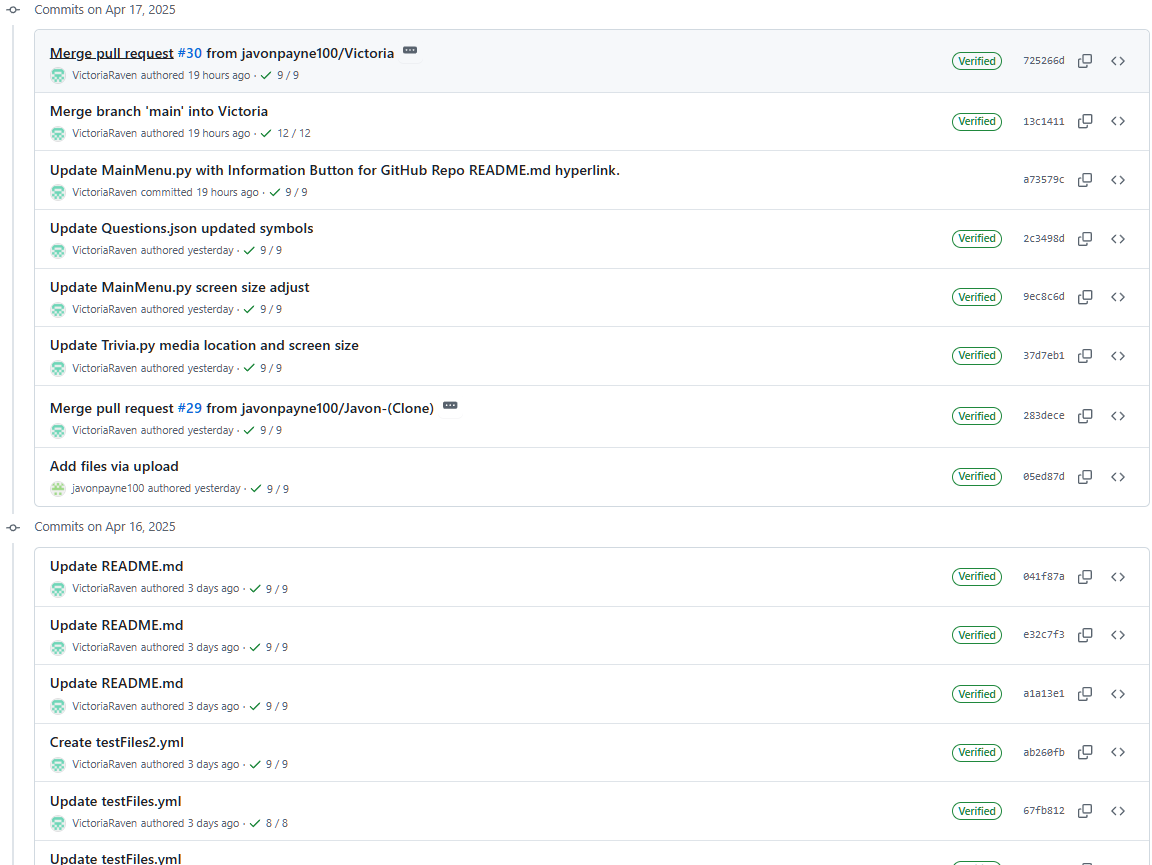 Commits on Apr 17, 2025
Merge pull request #30 from javonpayne100/Victoria
VictoriaRaven authored 19 hours ago · 9 / 9
Verified 725266d
Merge branch 'main' into Victoria
VictoriaRaven authored 19 hours ago · 12 / 12
Verified 13c1411
Update MainMenu.py with Information Button for GitHub Repo README.md hyperlink.
VictoriaRaven committed 19 hours ago · 9 / 9
a73579c
Update Questions.json updated symbols
VictoriaRaven authored yesterday · 9 / 9
Verified 2c3498d
Update MainMenu.py screen size adjust
VictoriaRaven authored yesterday · 9 / 9
Verified 9ec8c6d
Update Trivia.py media location and screen size
VictoriaRaven authored yesterday · 9 / 9
Verified 37d7eb1
Merge pull request #29 from javonpayne100/Javon-(Clone)
VictoriaRaven authored yesterday · 9 / 9
Verified 283dece
Add files via upload
javonpayne100 authored yesterday · 9 / 9
Verified 05ed87d
Commits on Apr 16, 2025
Update README.md
VictoriaRaven authored 3 days ago · 9 / 9
Verified 041f87a
Update README.md
VictoriaRaven authored 3 days ago · 9 / 9
Verified e32c7f3
Update README.md
VictoriaRaven authored 3 days ago · 9 / 9
Verified a1a13e1
Create testFiles2.yml
VictoriaRaven authored 3 days ago · 9 / 9
Verified ab260fb
Update testFiles.yml
VictoriaRaven authored 3 days ago · 8 / 8
Verified 67fb812
Update testFiles.yml